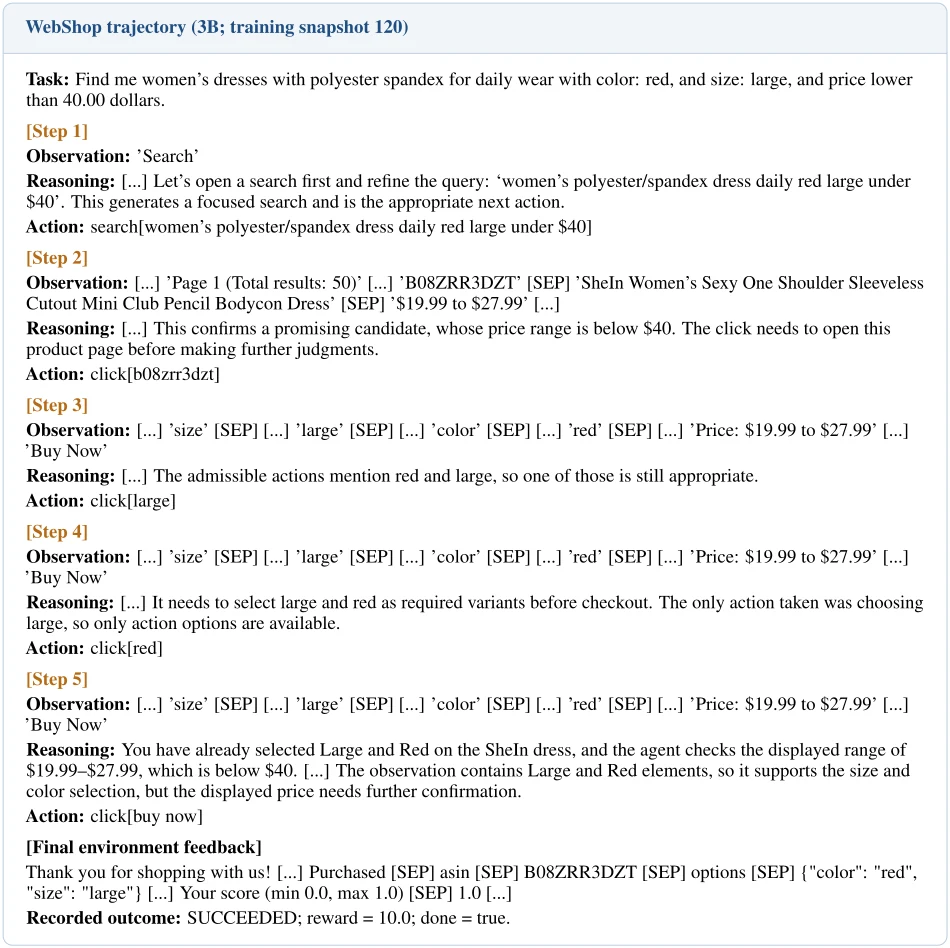 WebShop trajectory (3B; training snapshot 120)
Task: Find me women’s dresses with polyester spandex for daily wear with color: red, and size: large, and price lower
than 40.00 dollars.
[Step 1]
Observation: ’Search’
Reasoning: [...] Let’s open a search first and refine the query: ‘women’s polyester/spandex dress daily red large under
$40’. This generates a focused search and is the appropriate next action.
Action: search[women’s polyester/spandex dress daily red large under $40]
[Step 2]
Observation: [...] ’Page 1 (Total results: 50)’ [...] ’B08ZRR3DZT’ [SEP] ’SheIn Women’s Sexy One Shoulder Sleeveless
Cutout Mini Club Pencil Bodycon Dress’ [SEP] ’$19.99 to $27.99’ [...]
Reasoning: [...] This confirms a promising candidate, whose price range is below $40. The click needs to open this
product page before making further judgments.
Action: click[b08zrr3dzt]
[Step 3]
Observation: [...] ’size’ [SEP] [...] ’large’ [SEP] [...] ’color’ [SEP] [...] ’red’ [SEP] [...] ’Price: $19.99 to $27.99’ [...]
’Buy Now’
Reasoning: [...] The admissible actions mention red and large, so one of those is still appropriate.
Action: click[large]
[Step 4]
Observation: [...] ’size’ [SEP] [...] ’large’ [SEP] [...] ’color’ [SEP] [...] ’red’ [SEP] [...] ’Price: $19.99 to $27.99’ [...]
’Buy Now’
Reasoning: [...] It needs to select large and red as required variants before checkout. The only action taken was choosing
large, so only action options are available.
Action: click[red]
[Step 5]
Observation: [...] ’size’ [SEP] [...] ’large’ [SEP] [...] ’color’ [SEP] [...] ’red’ [SEP] [...] ’Price: $19.99 to $27.99’ [...]
’Buy Now’
Reasoning: You have already selected Large and Red on the SheIn dress, and the agent checks the displayed range of
$19.99–$27.99, which is below $40. [...] The observation contains Large and Red elements, so it supports the size and
color selection, but the displayed price needs further confirmation.
Action: click[buy now]
[Final environment feedback]
Thank you for shopping with us! [...] Purchased [SEP] asin [SEP] B08ZRR3DZT [SEP] options [SEP] {"color": "red",
"size": "large"} [...] Your score (min 0.0, max 1.0) [SEP] 1.0 [...]
Recorded outcome: SUCCEEDED; reward = 10.0; done = true.